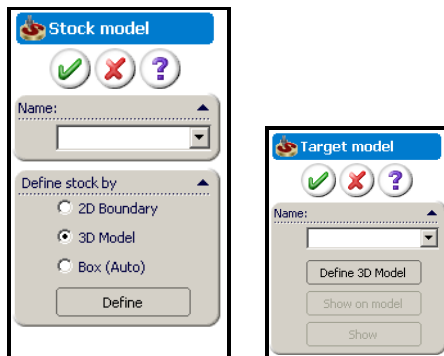 Stock model
?
Name:
Define stock by
2D Boundary
3D Model
Box (Auto)
Define
Target model
?
Name:
Define 3D Model
Show on model
Show